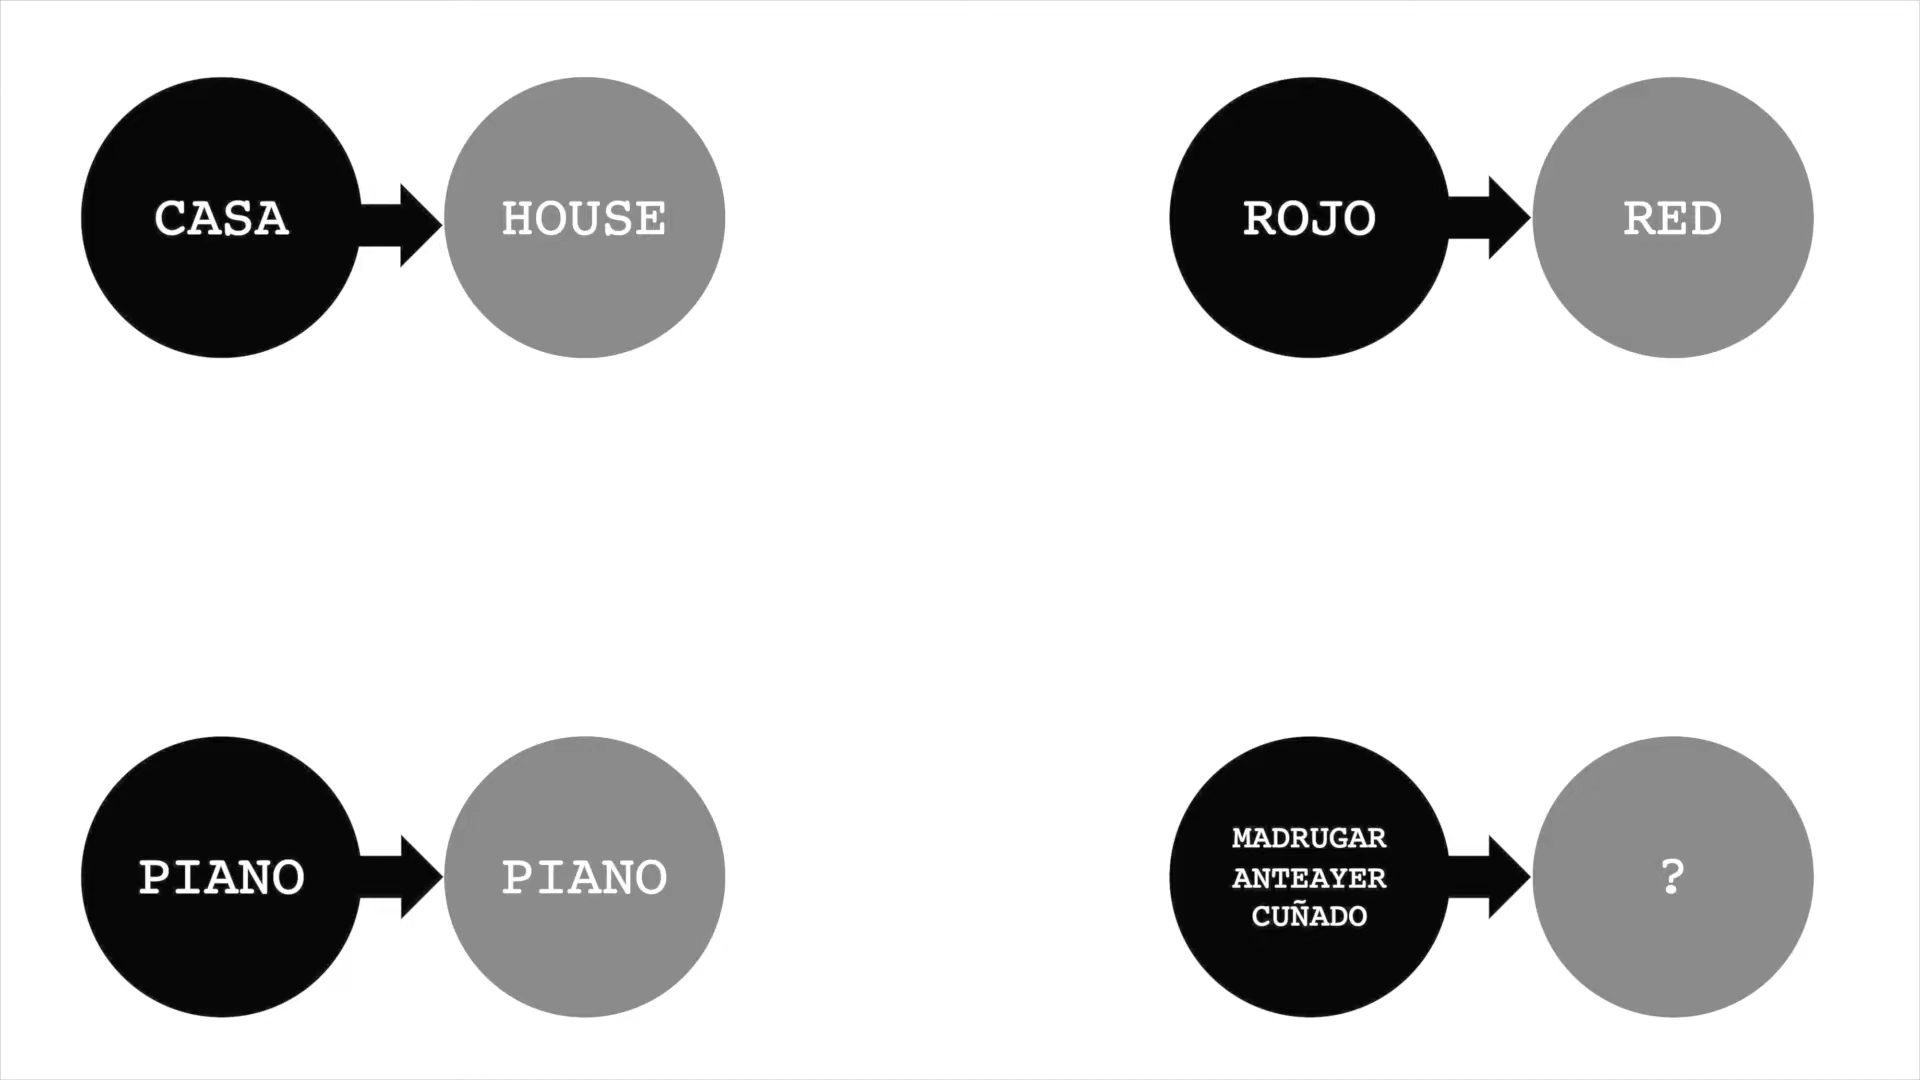 CASA
HOUSE
ROJO
RED
PIANO
PIANO
MADRUGAR
ANTEAYER
CUÑADO
?